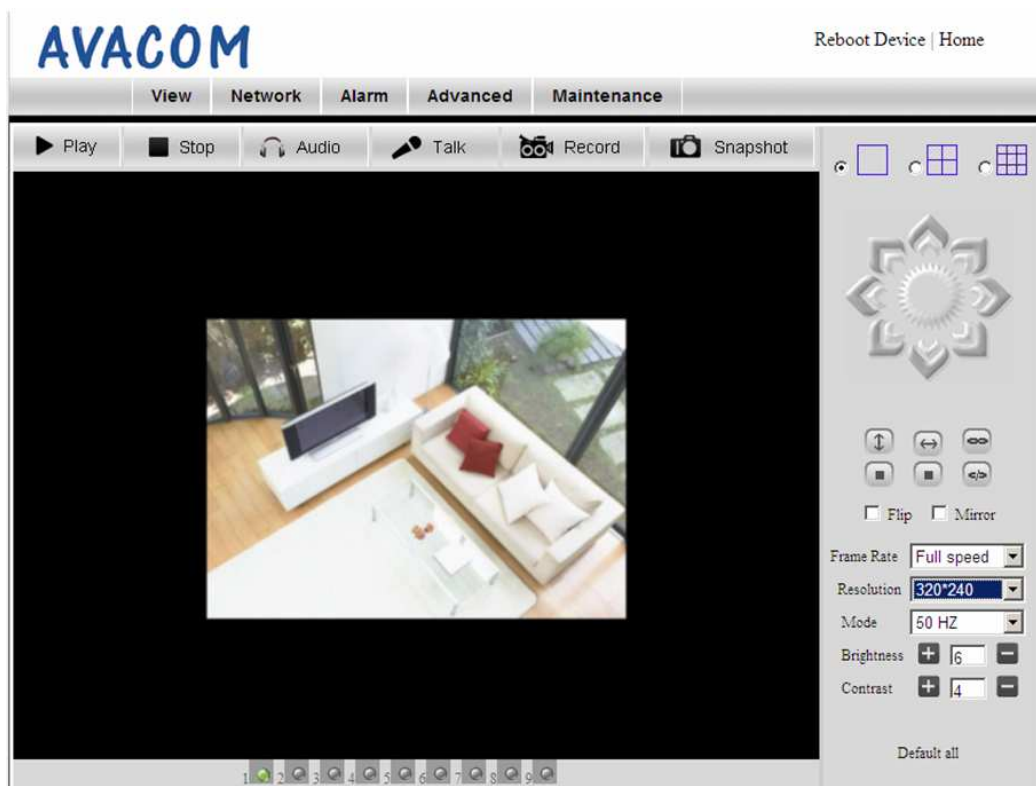 AVACOM
Reboot Device | Home
View Network Alarm Advanced Maintenance
Play Stop Audio Talk Record Snapshot
Flip Mirror
Frame Rate Full speed
Resolution 320*240
Mode 50 HZ
Brightness 6
Contrast 4
Default all
1 2 3 4 5 6 7 8 9